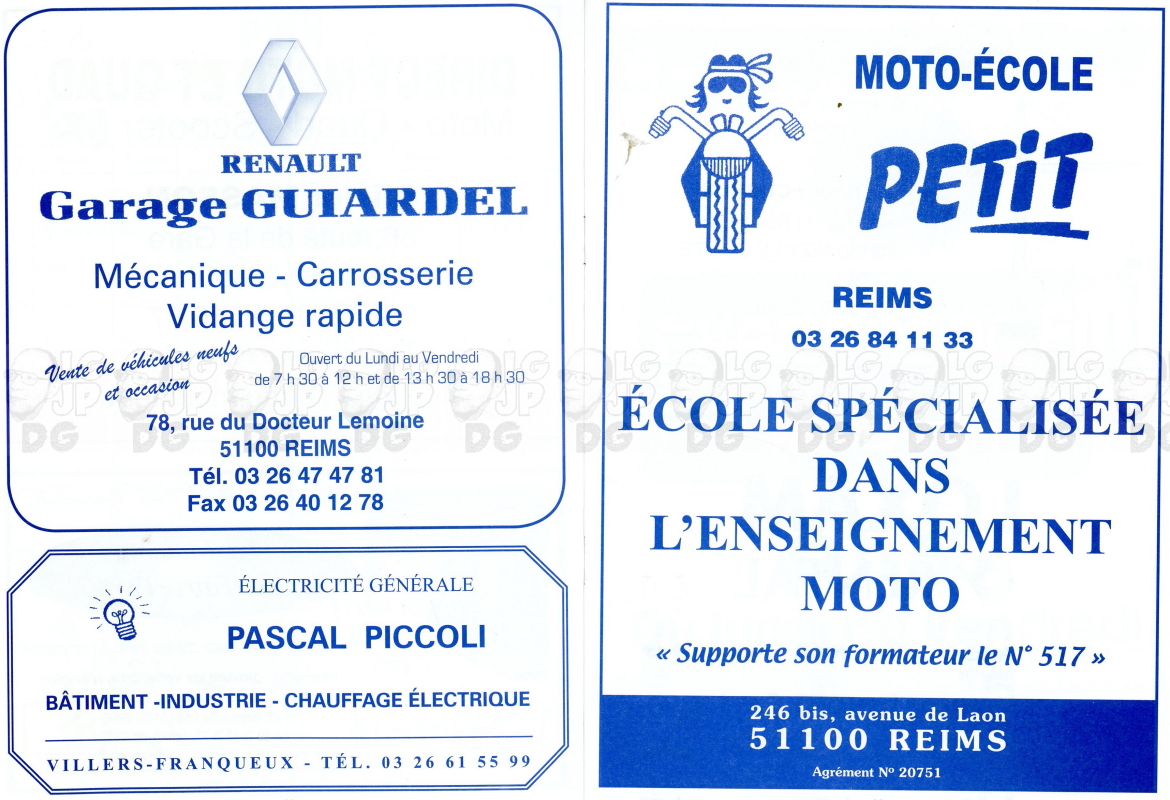 RENAULT
Garage GUIARDEL
Mécanique - Carrosserie
Vidange rapide
Vente de véhicules neufs
et occasion
Ouvert du Lundi au Vendredi
de 7 h 30 à 12 h et de 13 h 30 à 18 h 30
78, rue du Docteur Lemoine
51100 REIMS
Tél. 03 26 47 47 81
Fax 03 26 40 12 78
ÉLECTRICITÉ GÉNÉRALE
PASCAL PICCOLI
BÂTIMENT -INDUSTRIE - CHAUFFAGE ÉLECTRIQUE
VILLERS-FRANQUEUX - TÉL. 03 26 61 55 99
MOTO-ÉCOLE
PETiT
REIMS
03 26 84 11 33
ÉCOLE SPÉCIALISÉE
DANS
L'ENSEIGNEMENT
MOTO
« Supporte son formateur le N° 517 »
246 bis, avenue de Laon
51100 REIMS
Agrément N° 20751
LG JP DG